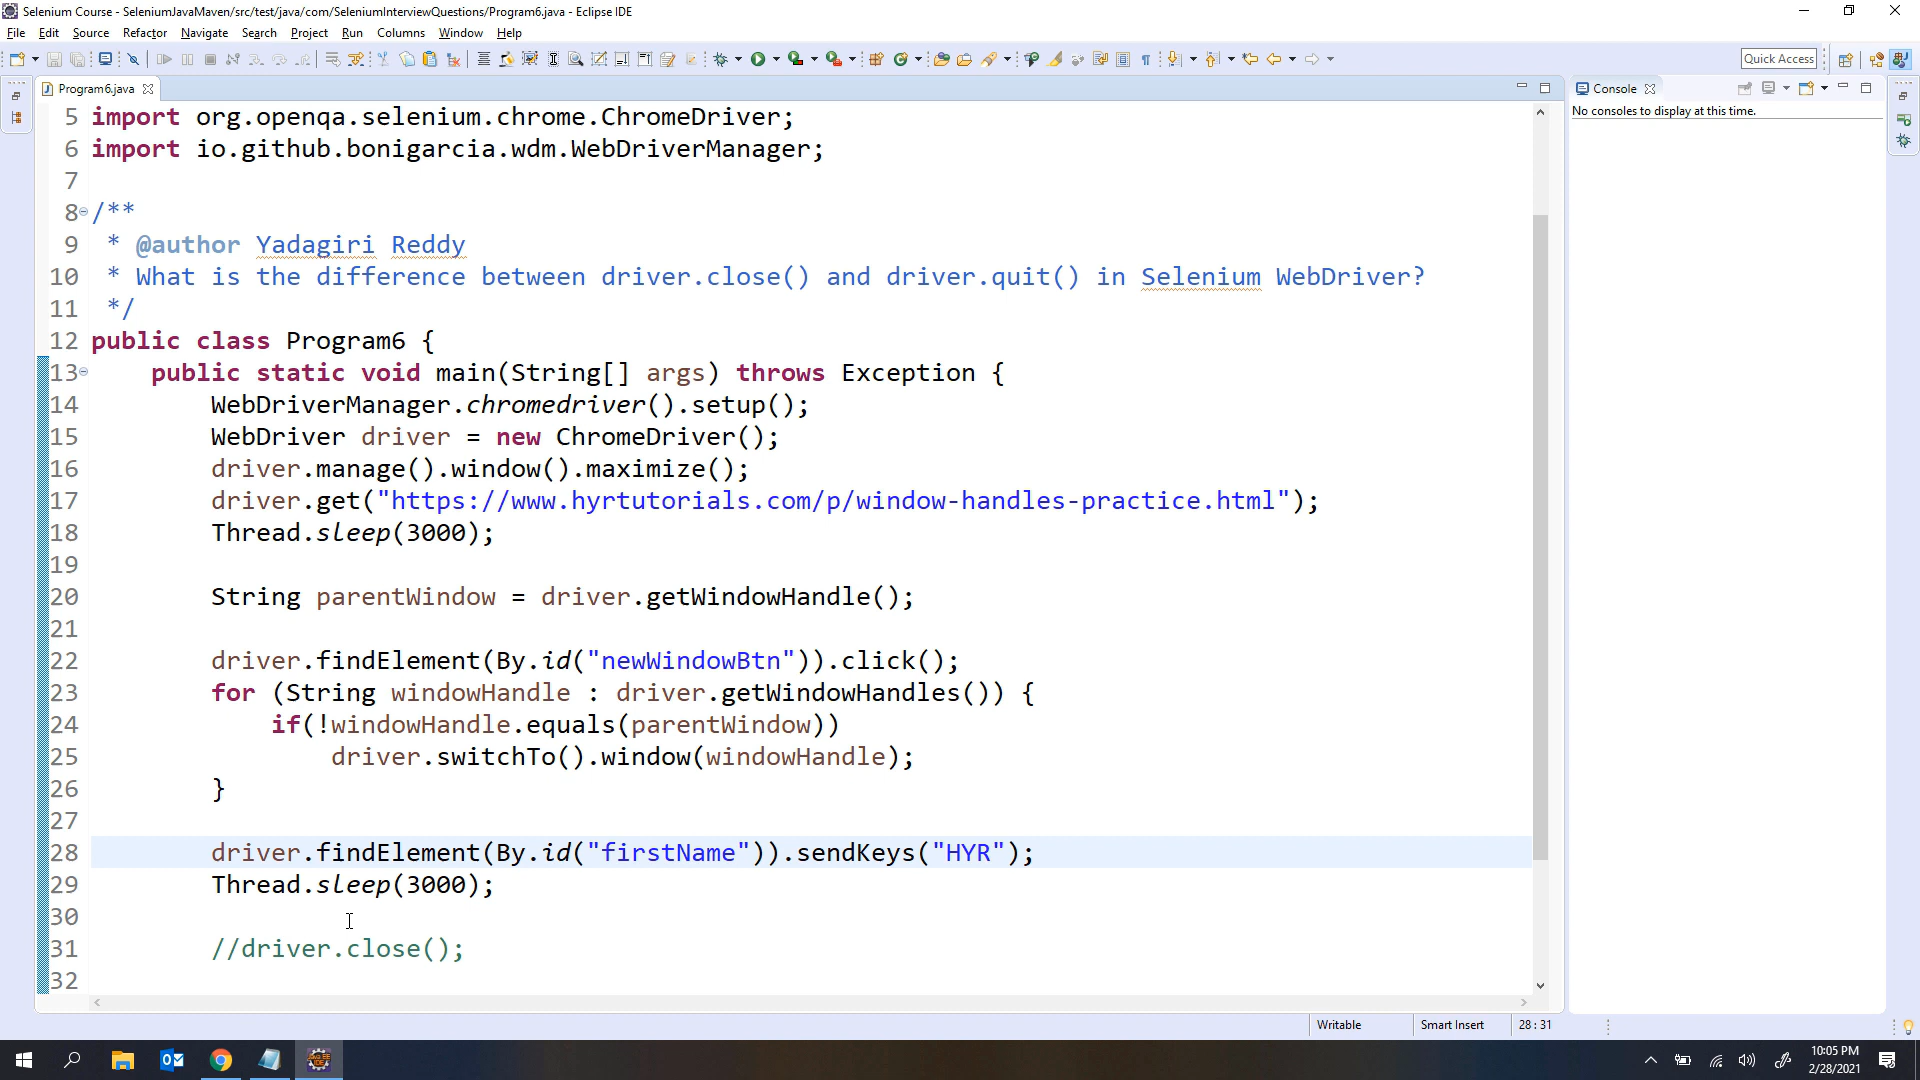 Selenium Course - SeleniumJavaMaven/src/test/java/com/SeleniumInterviewQuestions/Program6.java - Eclipse IDE
File Edit Source Refactor Navigate Search Project Run Columns Window Help
Quick Access
Program6.java
5 import org.openqa.selenium.chrome.ChromeDriver;
6 import io.github.bonigarcia.wdm.WebDriverManager;
7
8 /**
9 * @author Yadagiri Reddy
10 * What is the difference between driver.close() and driver.quit() in Selenium WebDriver?
11 */
12 public class Program6 {
13 public static void main(String[] args) throws Exception {
14 WebDriverManager.chromedriver().setup();
15 WebDriver driver = new ChromeDriver();
16 driver.manage().window().maximize();
17 driver.get("https://www.hyrtutorials.com/p/window-handles-practice.html");
18 Thread.sleep(3000);
19
20 String parentWindow = driver.getWindowHandle();
21
22 driver.findElement(By.id("newWindowBtn")).click();
23 for (String windowHandle : driver.getWindowHandles()) {
24 if(!windowHandle.equals(parentWindow))
25 driver.switchTo().window(windowHandle);
26 }
27
28 driver.findElement(By.id("firstName")).sendKeys("HYR");
29 Thread.sleep(3000);
30
31 //driver.close();
32
Console
No consoles to display at this time.
Writable Smart Insert 28 : 31
10:05 PM
2/28/2021